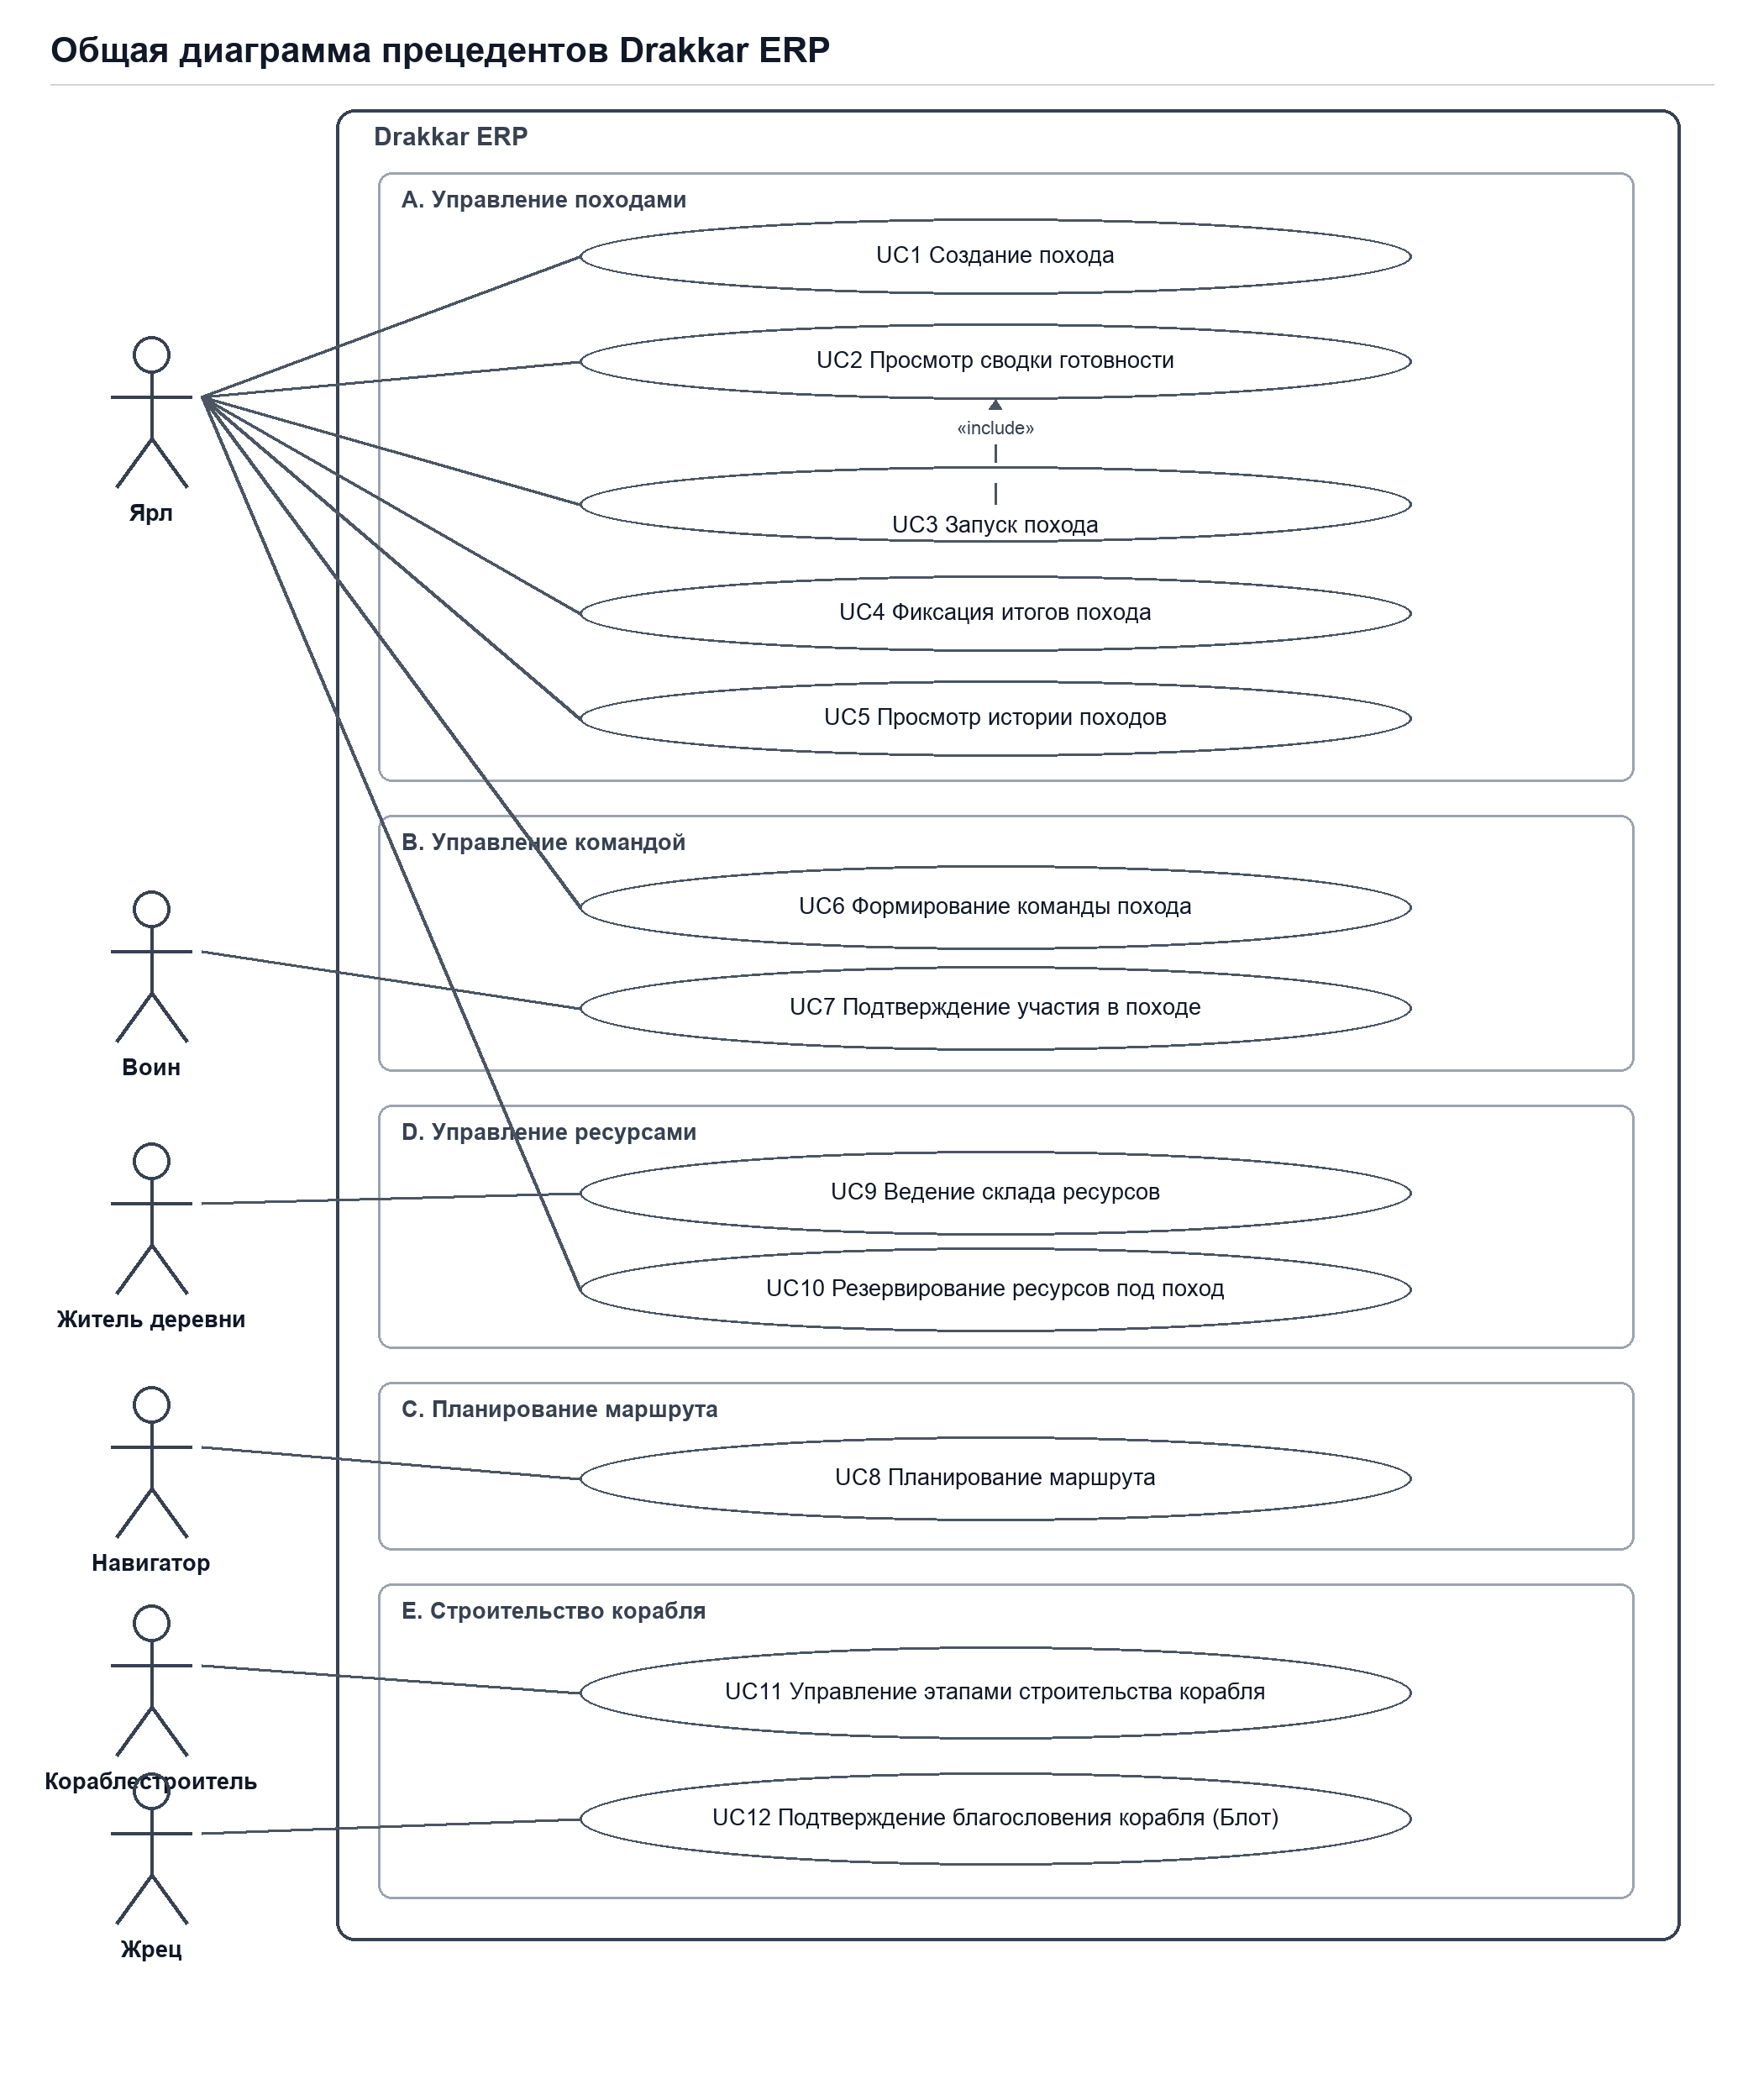 Общая диаграмма прецедентов Drakkar ERP
Drakkar ERP
A. Управление походами
UC1 Создание похода
UC2 Просмотр сводки готовности
«include»
Ярл
UC3 Запуск похода
UC4 Фиксация итогов похода
UC5 Просмотр истории походов
B. Управление командой
UC6 Формирование команды похода
UC7 Подтверждение участия в походе
Воин
D. Управление ресурсами
UC9 Ведение склада ресурсов
UC10 Резервирование ресурсов под поход
Житель деревни
C. Планирование маршрута
UC8 Планирование маршрута
Навигатор
E. Строительство корабля
UC11 Управление этапами строительства корабля
Кораблестроитель
UC12 Подтверждение благословения корабля (Блот)
Жрец